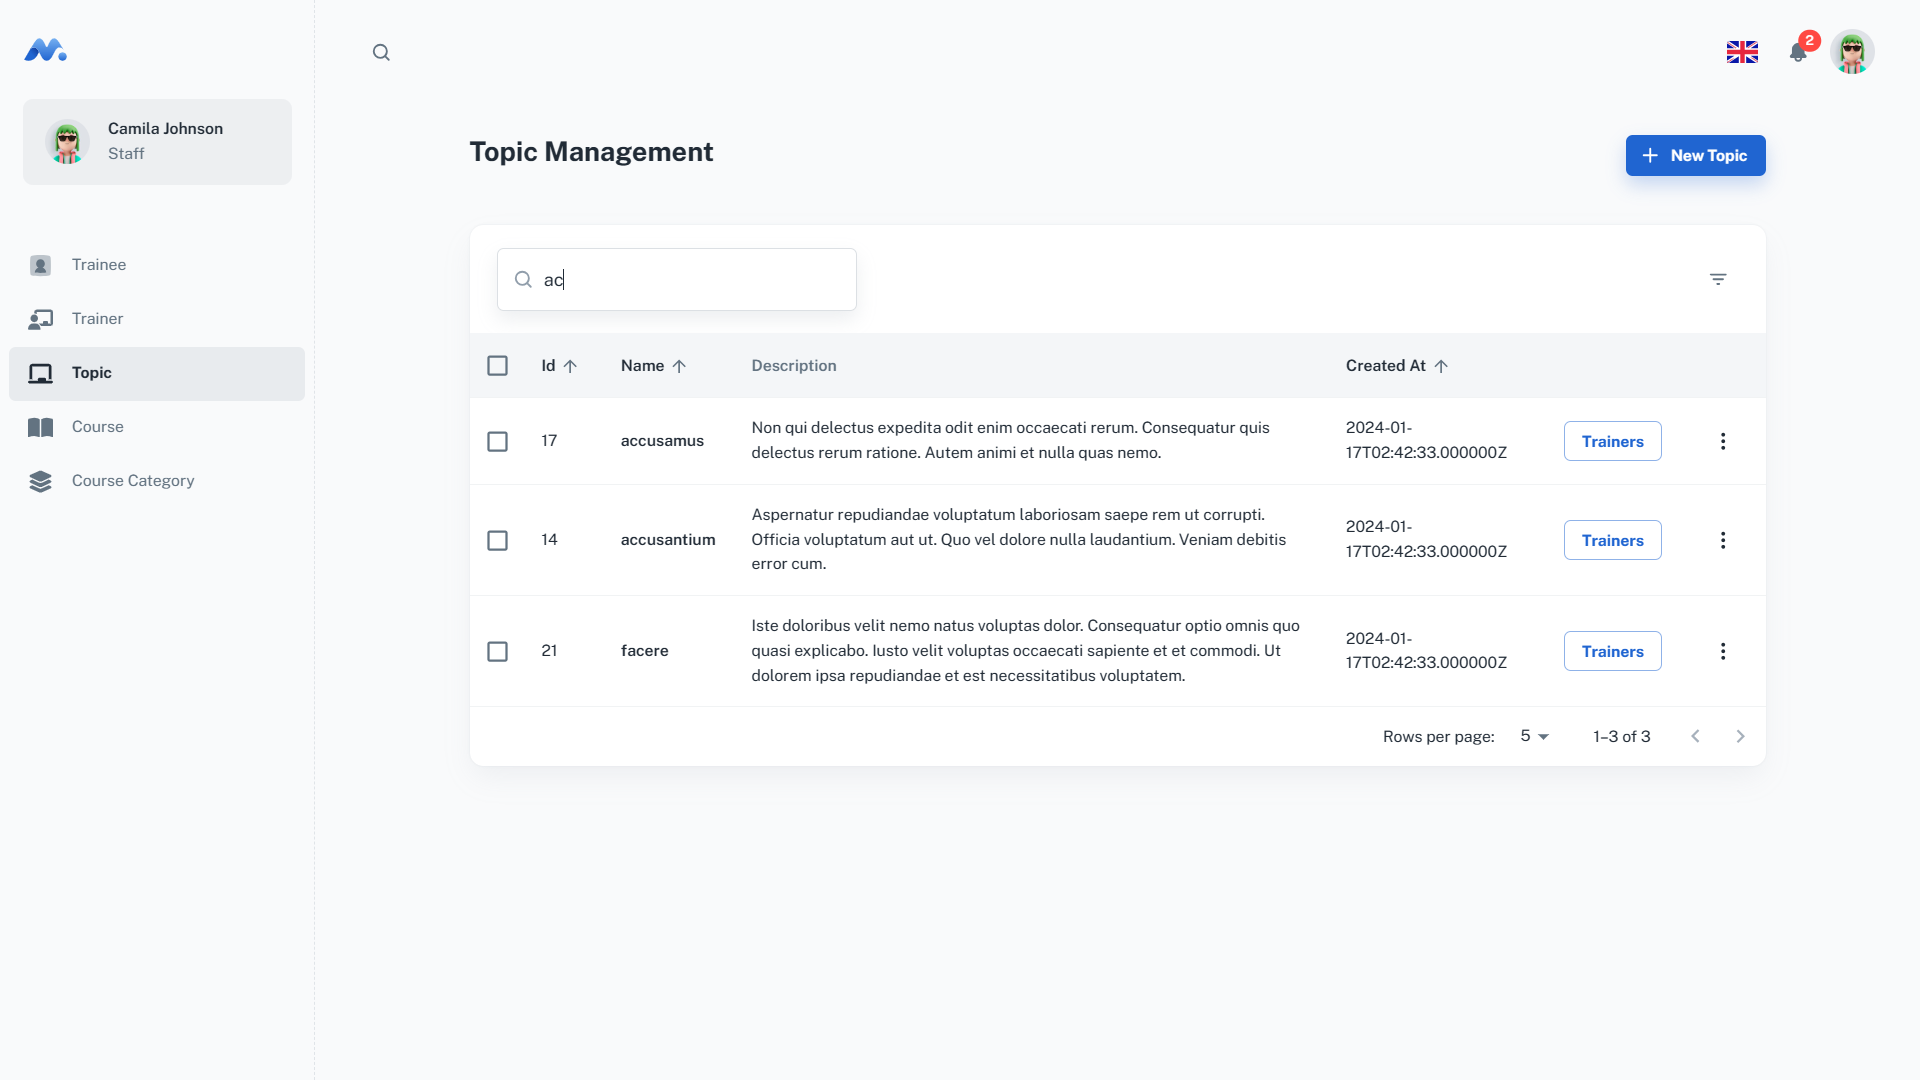 Camila Johnson
Staff
Trainee
Trainer
Topic
Course
Course Category
2
Topic Management
New Topic
ac
Id Name Description Created At
17 accusamus Non qui delectus expedita odit enim occaecati rerum. Consequatur quis
delectus rerum ratione. Autem animi et nulla quas nemo.
2024-01-
17T02:42:33.000000Z
Trainers
14 accusantium Aspernatur repudiandae voluptatum laboriosam saepe rem ut corrupti.
Officia voluptatum aut ut. Quo vel dolore nulla laudantium. Veniam debitis
error cum.
2024-01-
17T02:42:33.000000Z
Trainers
21 facere Iste doloribus velit nemo natus voluptas dolor. Consequatur optio omnis quo
quasi explicabo. Iusto velit voluptas occaecati sapiente et et commodi. Ut
dolorem ipsa repudiandae et est necessitatibus voluptatem.
2024-01-
17T02:42:33.000000Z
Trainers
Rows per page: 5 1–3 of 3